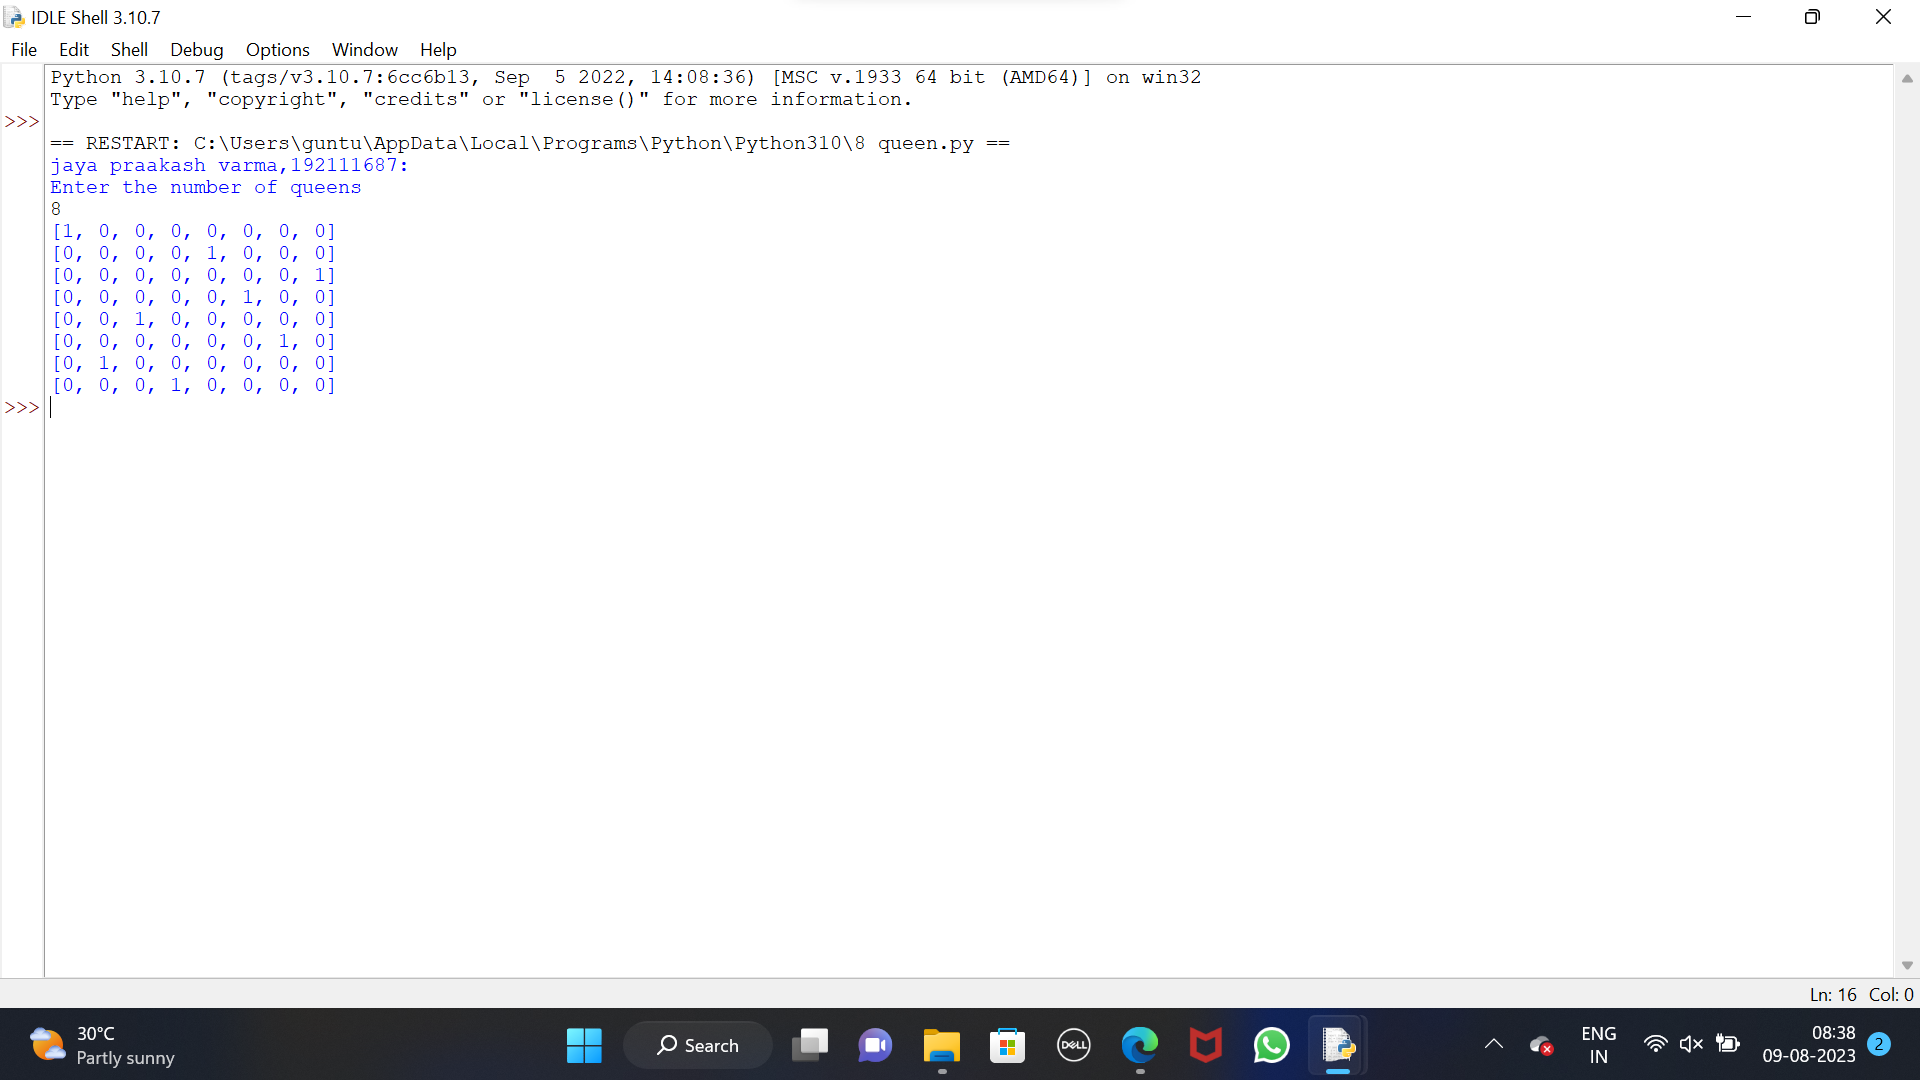 IDLE Shell 3.10.7
File Edit Shell Debug Options Window Help
Python 3.10.7 (tags/v3.10.7:6cc6b13, Sep  5 2022, 14:08:36) [MSC v.1933 64 bit (AMD64)] on win32
Type "help", "copyright", "credits" or "license()" for more information.
>>>
== RESTART: C:\Users\guntu\AppData\Local\Programs\Python\Python310\8 queen.py ==
jaya praakash varma,192111687:
Enter the number of queens
8
[1, 0, 0, 0, 0, 0, 0, 0]
[0, 0, 0, 0, 1, 0, 0, 0]
[0, 0, 0, 0, 0, 0, 0, 1]
[0, 0, 0, 0, 0, 1, 0, 0]
[0, 0, 1, 0, 0, 0, 0, 0]
[0, 0, 0, 0, 0, 0, 1, 0]
[0, 1, 0, 0, 0, 0, 0, 0]
[0, 0, 0, 1, 0, 0, 0, 0]
>>>
Ln: 16 Col: 0
30°C
Partly sunny
Search
DELL
ENG
IN
08:38
09-08-2023
2